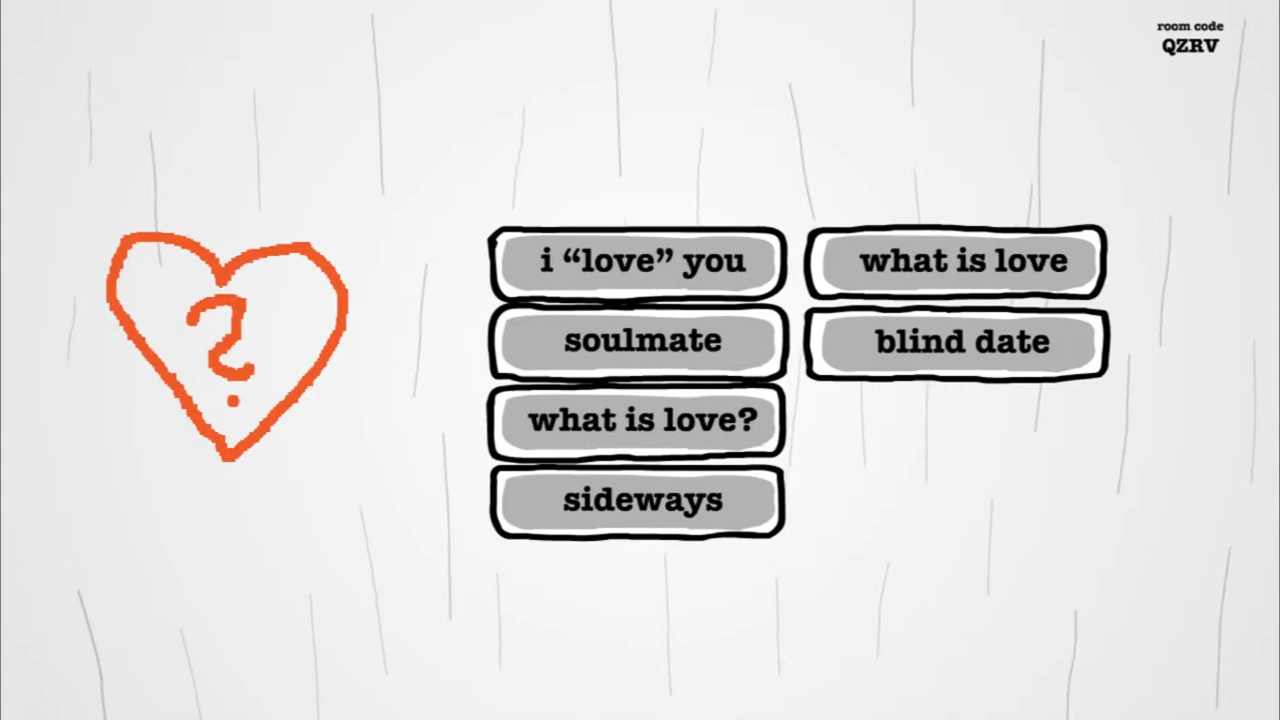 room code
QZRV
?
i “love” you
soulmate
what is love?
sideways
what is love
blind date